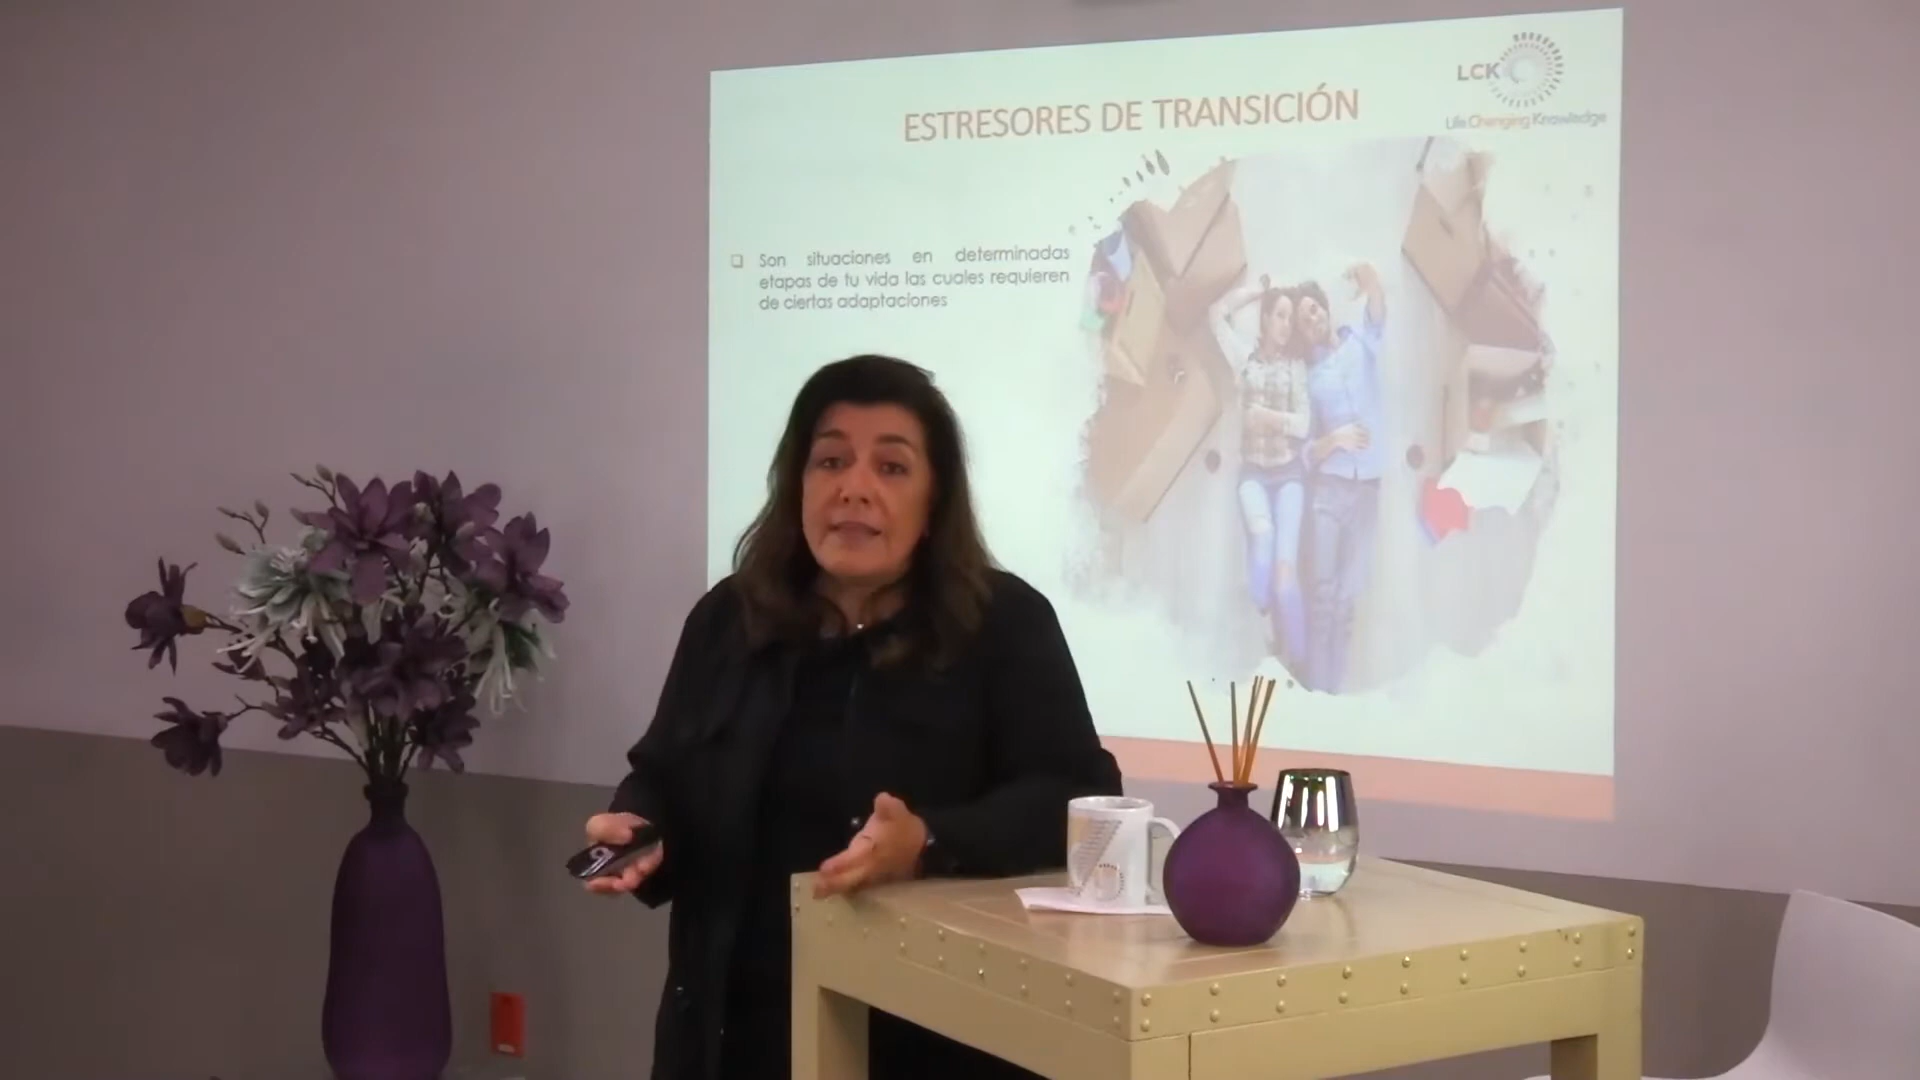 LCK
Life Changing Knowledge
ESTRESORES DE TRANSICIÓN
Son situaciones en determinadas
etapas de tu vida las cuales requieren
de ciertas adaptaciones